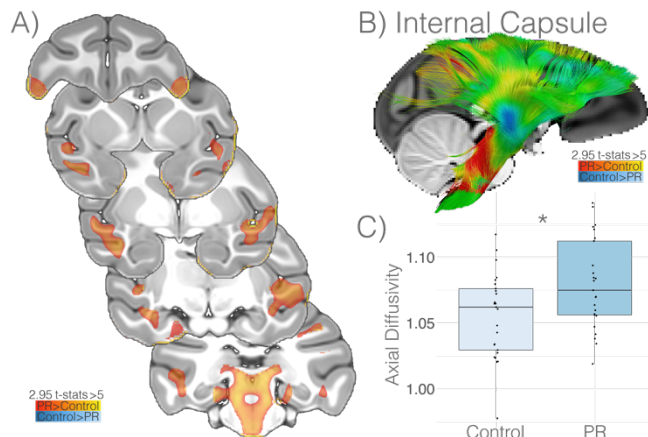 A)
2.95 t-stats >5
PR>Control
Control>PR
B) Internal Capsule
2.95 t-stats >5
PR>Control
Control>PR
C)
*
Axial Diffusivity
1.10
1.05
1.00
Control
PR